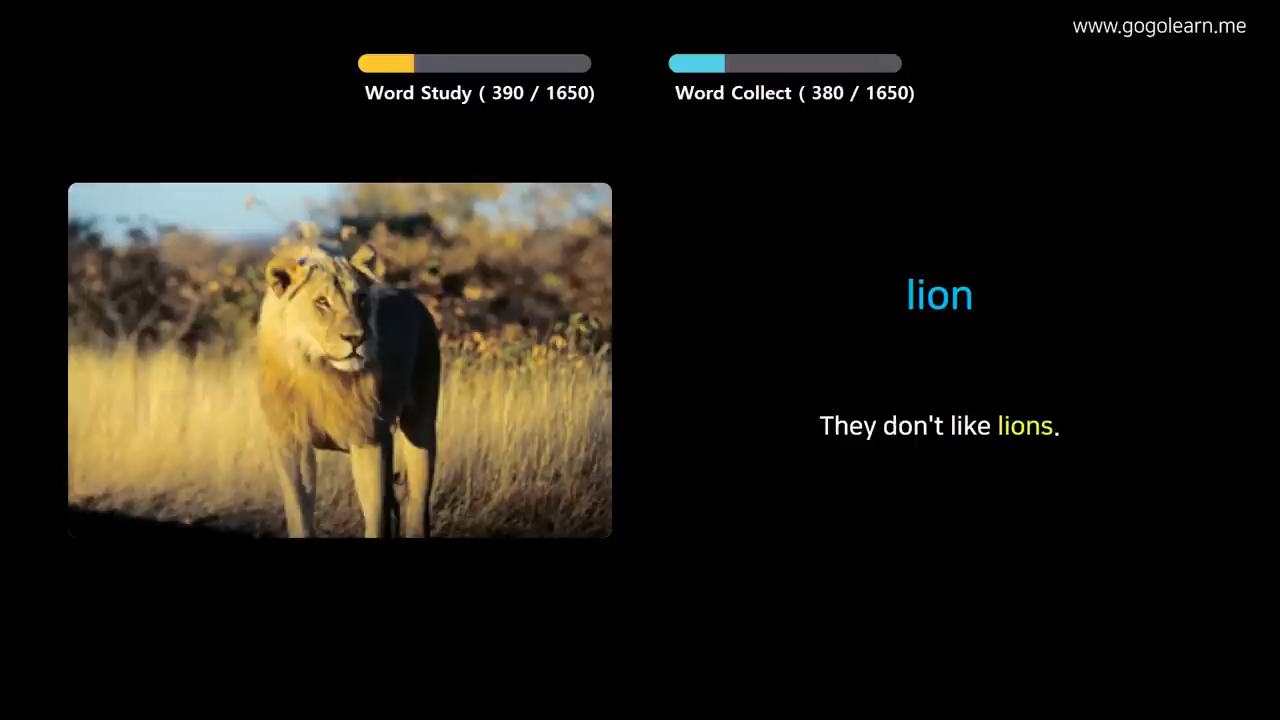 www.gogolearn.me
Word Study ( 390 / 1650)
Word Collect ( 380 / 1650)
lion
They don't like lions.